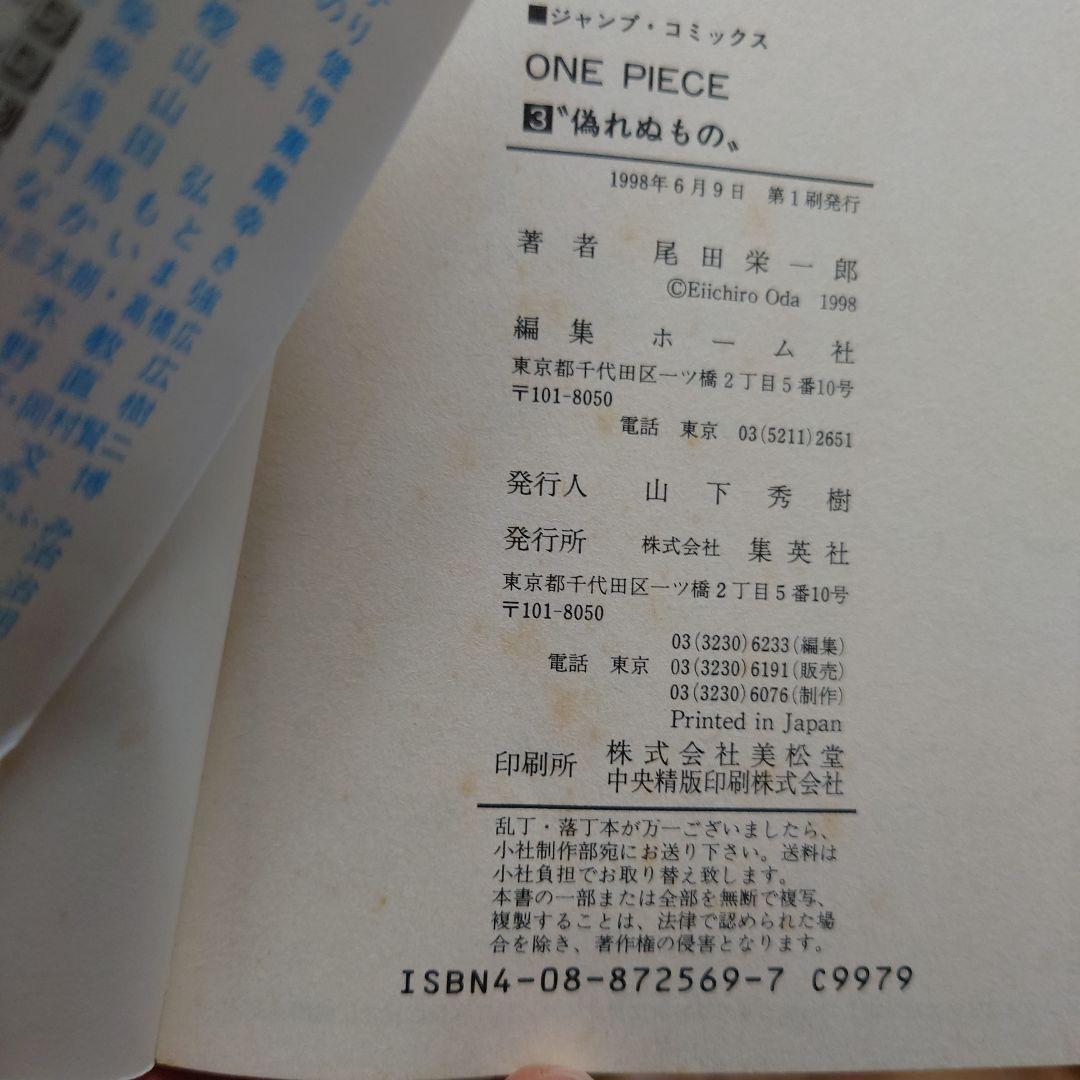 ■ジャンプ・コミックス
ONE PIECE
3〝偽れぬもの〟
1998年6月9日 第1刷発行
著者 尾田栄一郎
©Eiichiro Oda 1998
編集 ホーム社
東京都千代田区一ツ橋2丁目5番10号
〒101-8050
電話 東京 03(5211)2651
発行人 山下秀樹
発行所 株式会社 集英社
東京都千代田区一ツ橋2丁目5番10号
〒101-8050
03(3230)6233(編集)
電話 東京 03(3230)6191(販売)
03(3230)6076(制作)
Printed in Japan
印刷所 株式会社美松堂
中央精版印刷株式会社
乱丁・落丁本が万一ございましたら、
小社制作部宛にお送り下さい。送料は
小社負担でお取り替え致します。
本書の一部または全部を無断で複写、
複製することは、法律で認められた場
合を除き、著作権の侵害となります。
ISBN4-08-872569-7 C9979